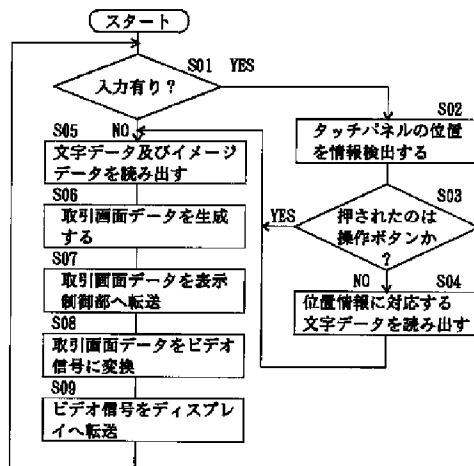 スタート
S01 YES
入力有り？
S02
タッチパネルの位置
を情報検出する
S05 NO
文字データ及びイメージ
データを読み出す
S03
YES
押されたのは
操作ボタンか
？
S06
取引画面データを生成
する
NO S04
位置情報に対応する
文字データを読み出す
S07
取引画面データを表示
制御部へ転送
S08
取引画面データをビデオ
信号に変換
S09
ビデオ信号をディスプレ
イへ転送